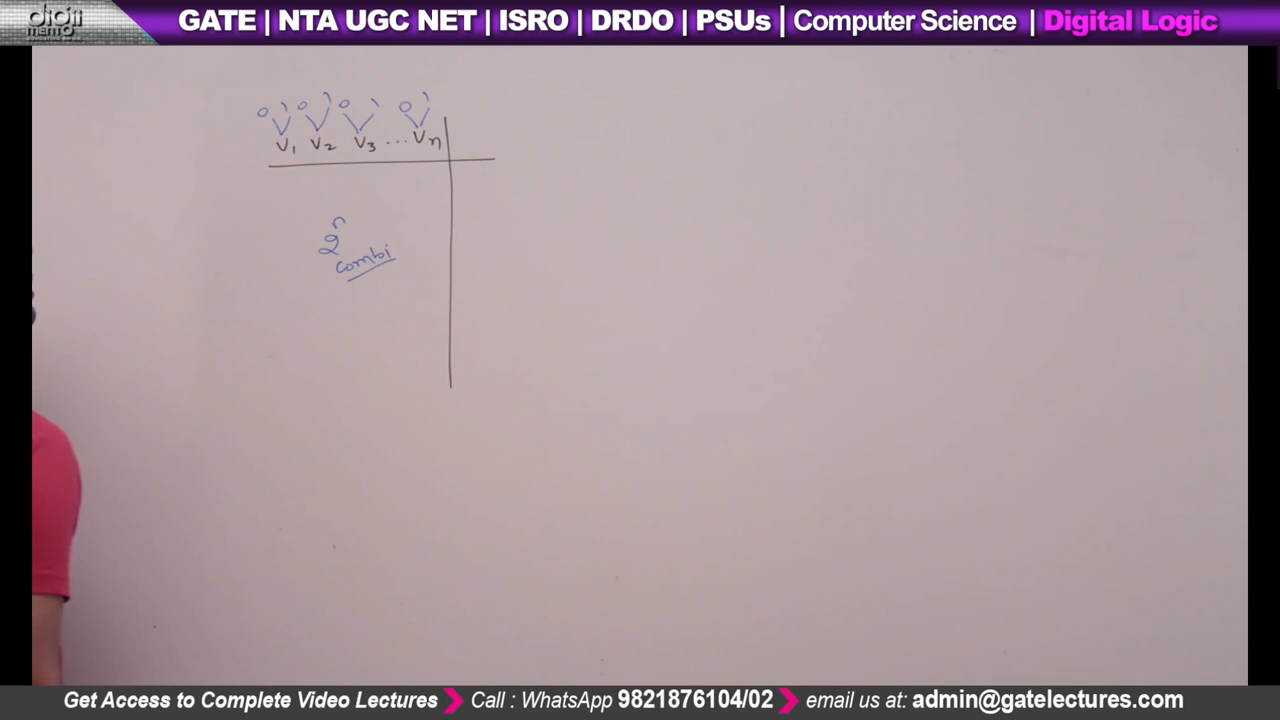 digii
MENTO
GATE | NTA UGC NET | ISRO | DRDO | PSUs | Computer Science | Digital Logic
0 1 0 1 0 1 0 1
V1 V2 V3 ... Vn
2^n
combi
Get Access to Complete Video Lectures Call : WhatsApp 9821876104/02 email us at: admin@gatelectures.com